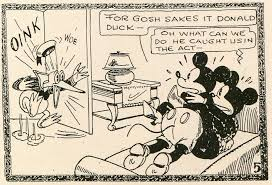 OINK
WOE
FOR GOSH SAKES IT DONALD
DUCK—
OH WHAT CAN WE
DO HE CAUGHT US IN
THE ACT—
5